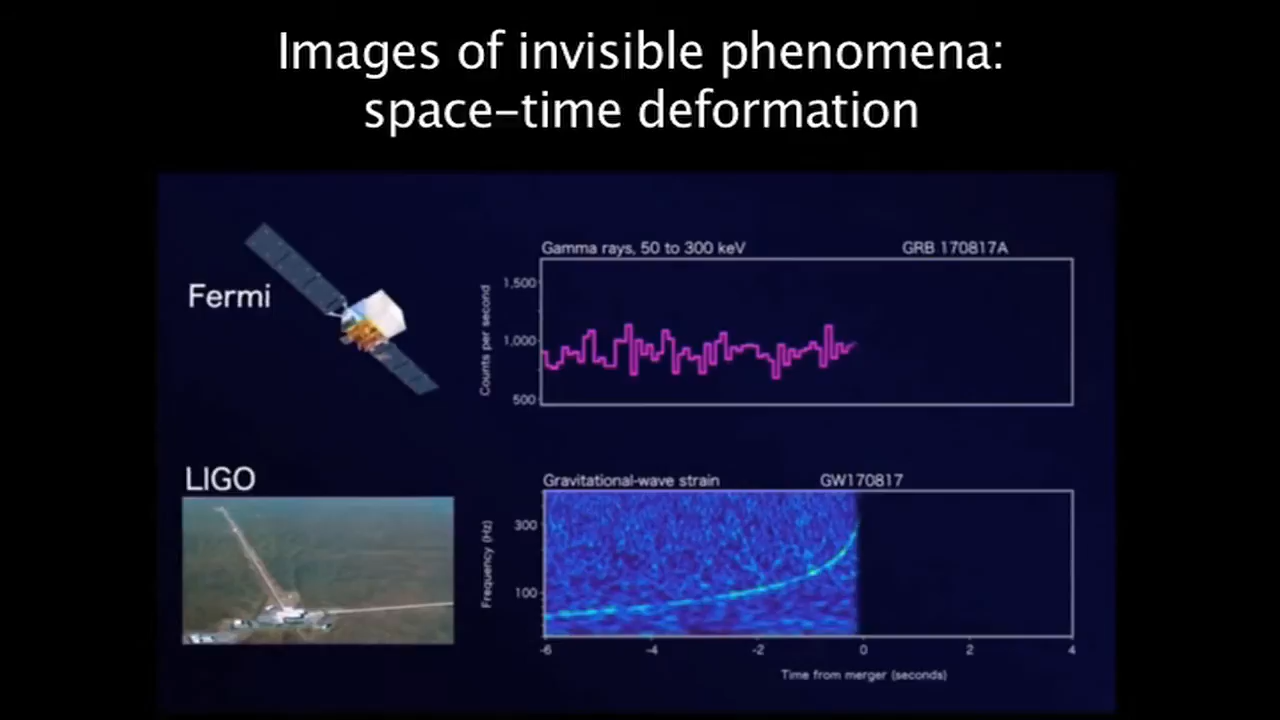 Images of invisible phenomena:
space-time deformation
Fermi
Gamma rays, 50 to 300 keV
GRB 170817A
Counts per second
1,500
1,000
500
LIGO
Gravitational-wave strain
GW170817
Frequency (Hz)
300
100
-6
-4
-2
0
2
4
Time from merger (seconds)